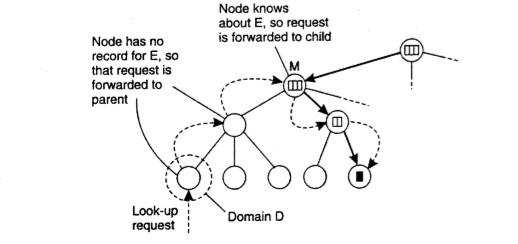 Node knows
about E, so request
is forwarded to child
Node has no
record for E, so
that request is
forwarded to
parent
M
Look-up
request
Domain D